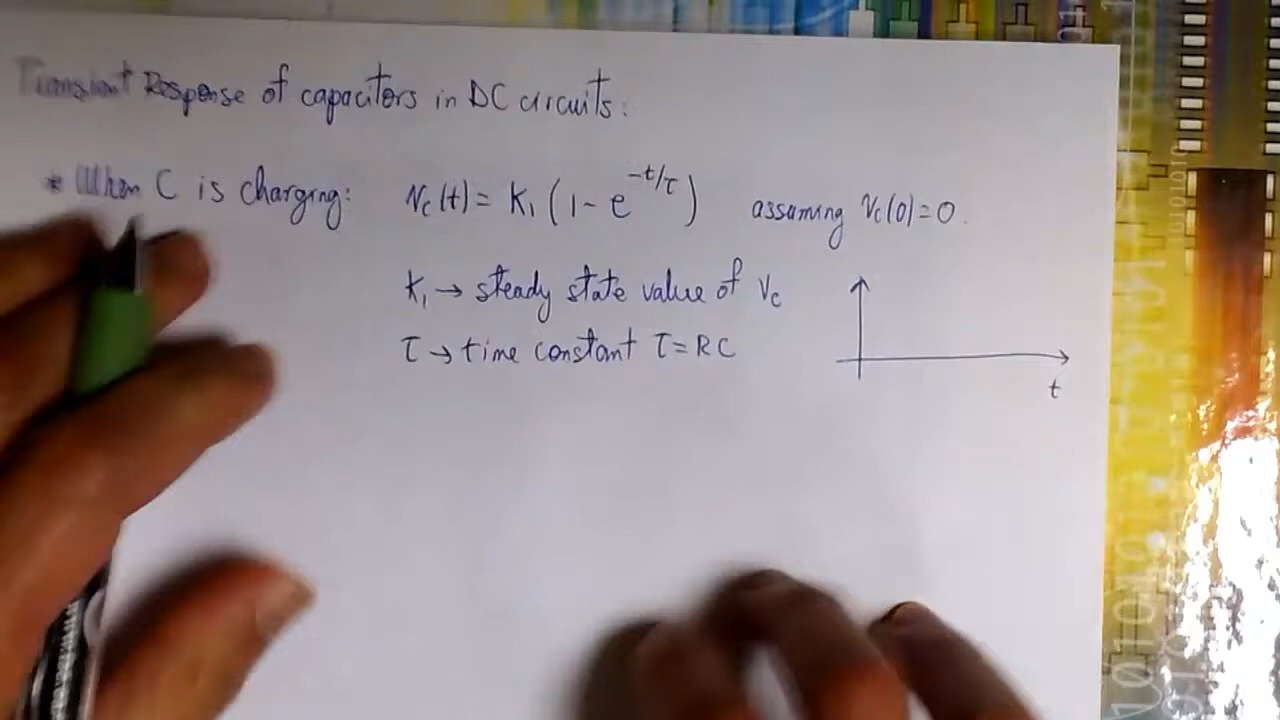 Transient Response of capacitors in DC circuits:
* When C is charging: Vc(t) = K₁ (1 - e^(-t/τ)) assuming Vc(0) = 0.
K₁ → steady state value of Vc
τ → time constant τ = RC
t